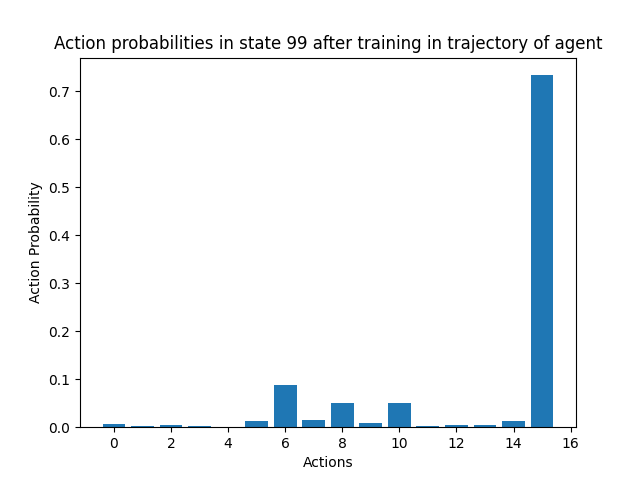 Action probabilities in state 99 after training in trajectory of agent
Action Probability
0.7
0.6
0.5
0.4
0.3
0.2
0.1
0.0
0 2 4 6 8 10 12 14 16
Actions